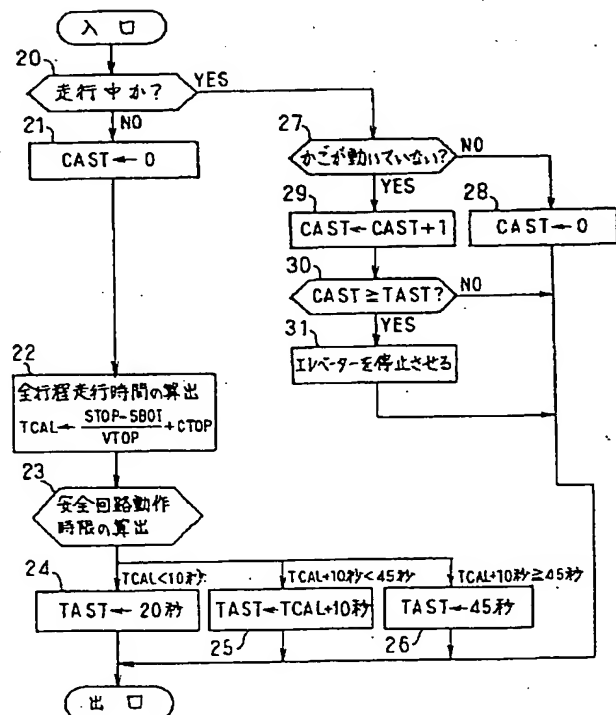 入口
20
走行中か?
YES
NO
21
CAST←0
27
かごが動いていない?
NO
YES
28
CAST←0
29
CAST←CAST+1
30
CAST≧TAST?
NO
YES
31
エレベーターを停止させる
22
全行程走行時間の算出
TCAL← STOP-SBOT / VTOP +CTOP
23
安全回路動作
時限の算出
TCAL<10秒
TCAL+10秒<45秒
TCAL+10秒≧45秒
24
TAST←20秒
TAST←TCAL+10秒
25
TAST←45秒
26
出口